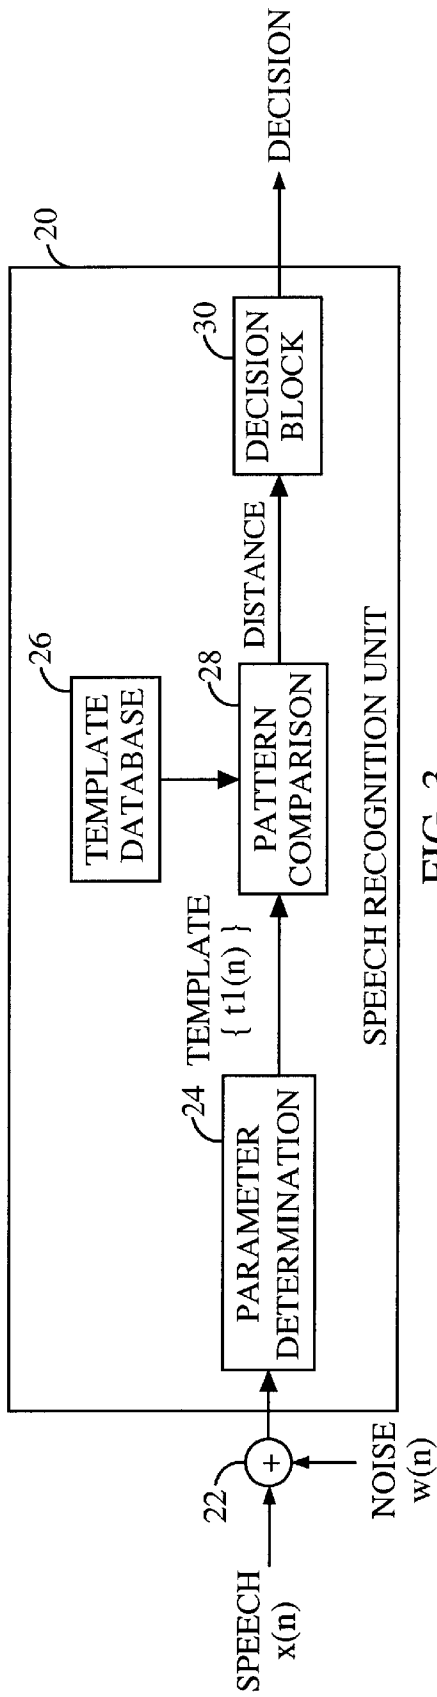 SPEECH
x(n)
22
+
NOISE
w(n)
20
24
PARAMETER
DETERMINATION
TEMPLATE
{ t1(n) }
26
TEMPLATE
DATABASE
28
PATTERN
COMPARISON
DISTANCE
30
DECISION
BLOCK
DECISION
SPEECH RECOGNITION UNIT
FIG.